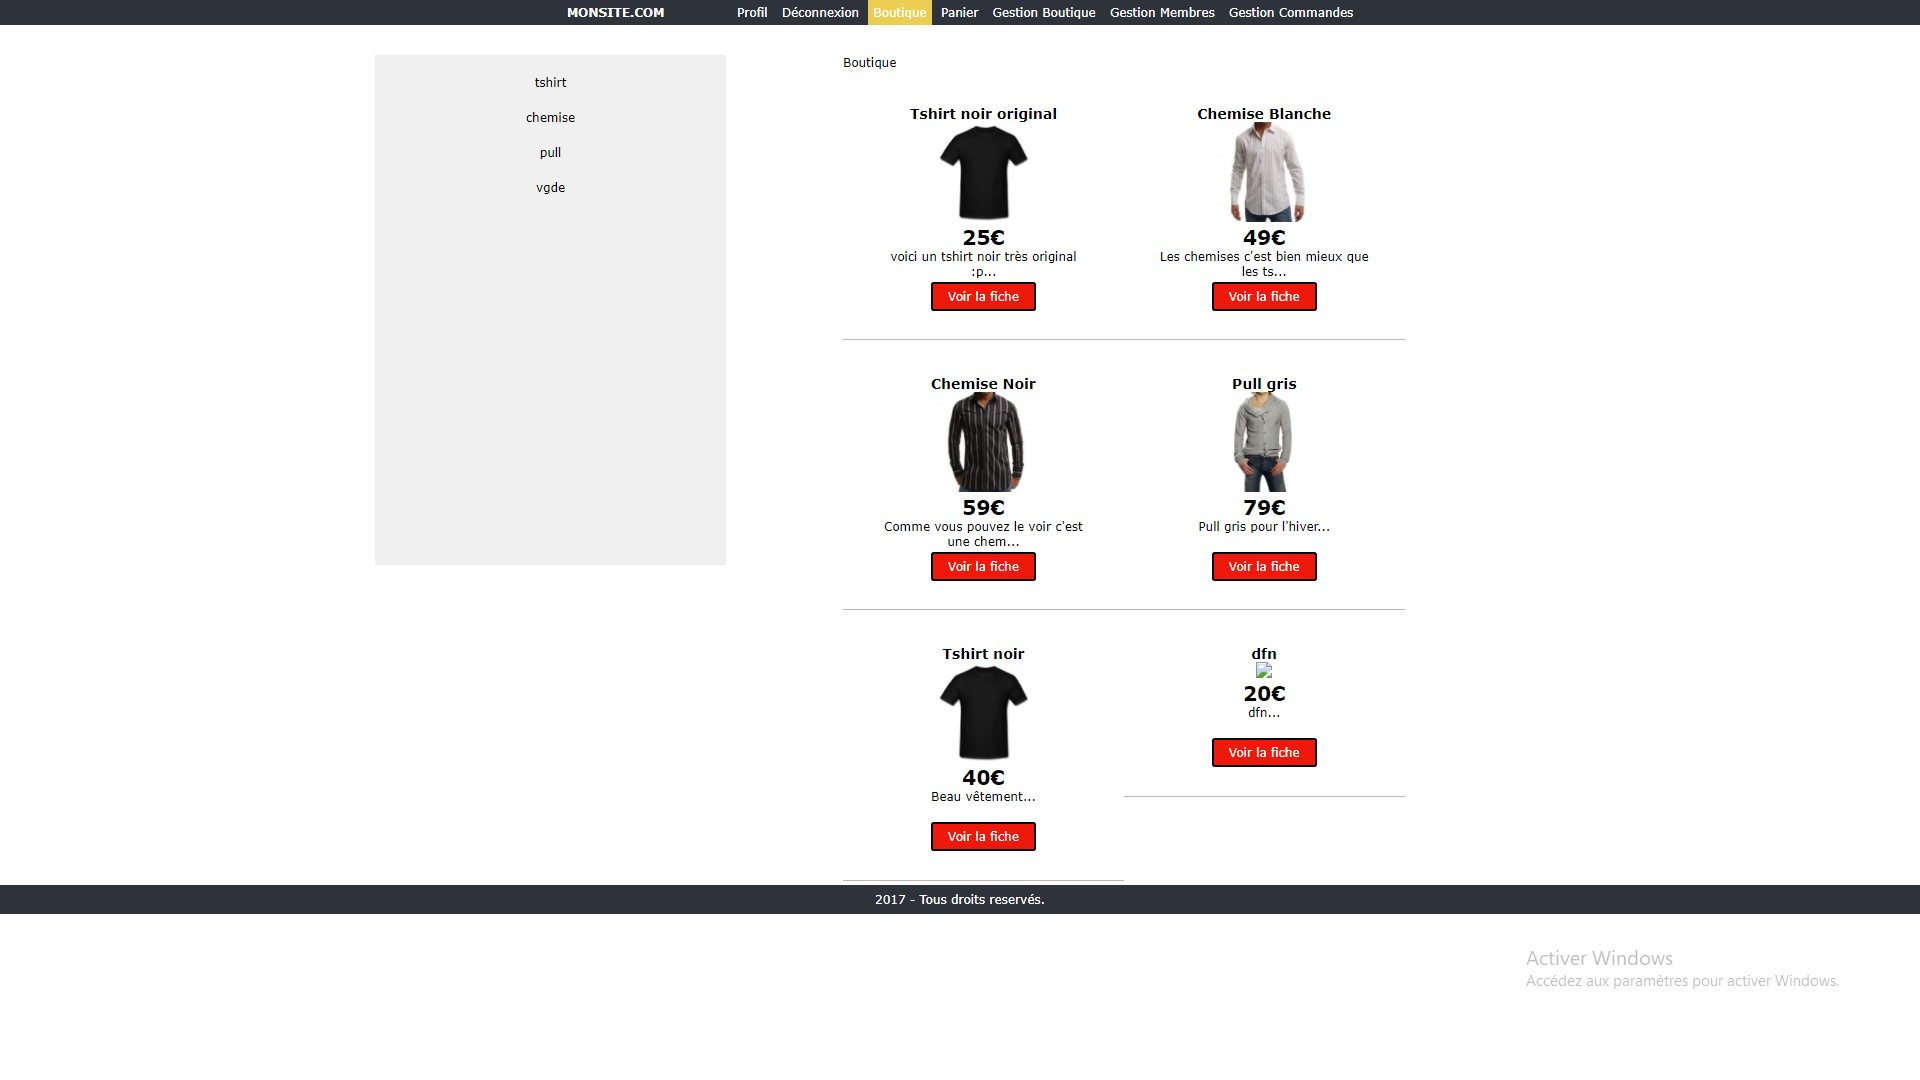 MONSITE.COM Profil Déconnexion Boutique Panier Gestion Boutique Gestion Membres Gestion Commandes
tshirt
chemise
pull
vgde
Boutique
Tshirt noir original
25€
voici un tshirt noir très original
:p...
Voir la fiche
Chemise Blanche
49€
Les chemises c'est bien mieux que
les ts...
Voir la fiche
Chemise Noir
59€
Comme vous pouvez le voir c'est
une chem...
Voir la fiche
Pull gris
79€
Pull gris pour l'hiver...
Voir la fiche
Tshirt noir
40€
Beau vêtement...
Voir la fiche
dfn
20€
dfn...
Voir la fiche
2017 - Tous droits reservés.
Activer Windows
Accédez aux paramètres pour activer Windows.